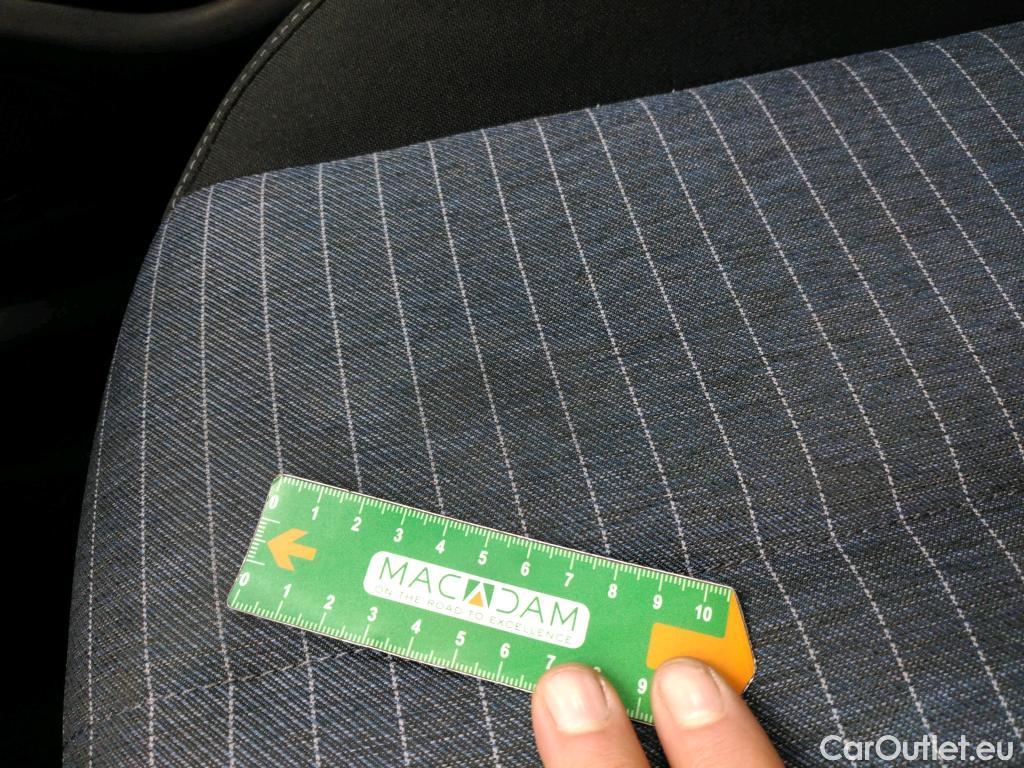 0 1 2 3 4 5 6 7 8 9 10
MACADAM
ON THE ROAD TO EXCELLENCE
0 1 2 3 4 5 6 7 8 9
CarOutlet.eu